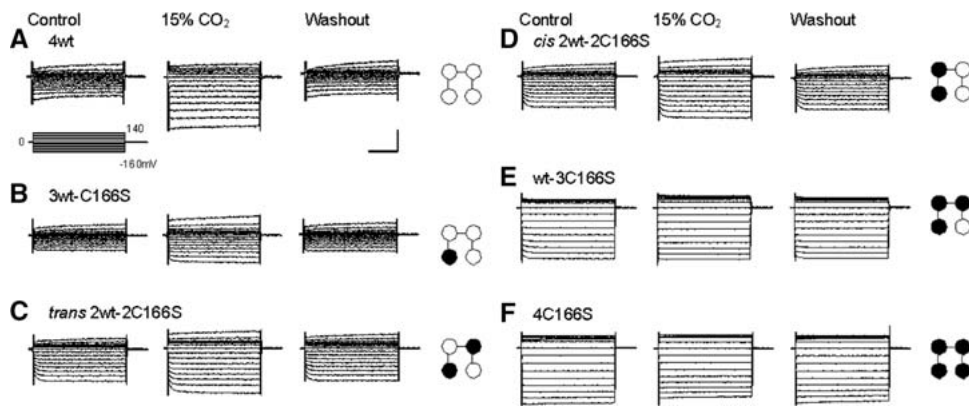 Control 15% CO₂ Washout
A 4wt
0 140
-160mV
B 3wt-C166S
C trans 2wt-2C166S
Control 15% CO₂ Washout
D cis 2wt-2C166S
E wt-3C166S
F 4C166S